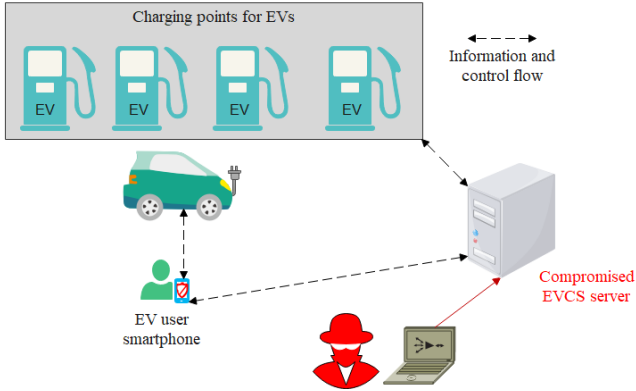 Charging points for EVs
EV
EV
EV
EV
Information and
control flow
EV user
smartphone
Compromised
EVCS server